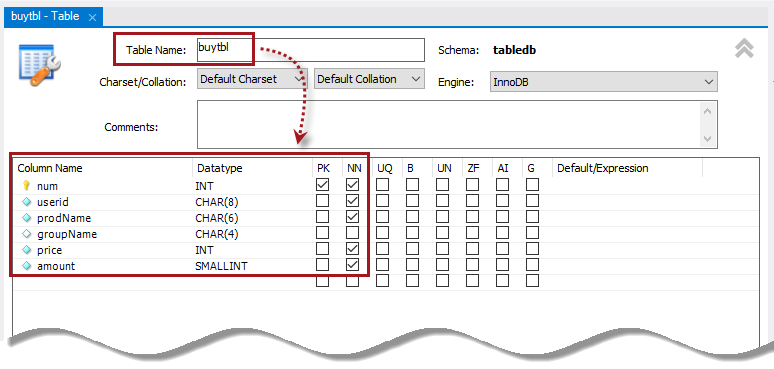 buytbl - Table ×
Table Name: buytbl Schema: tabledb
Charset/Collation: Default Charset Default Collation Engine: InnoDB
Comments:
Column Name Datatype PK NN UQ B UN ZF AI G Default/Expression
num INT
userid CHAR(8)
prodName CHAR(6)
groupName CHAR(4)
price INT
amount SMALLINT